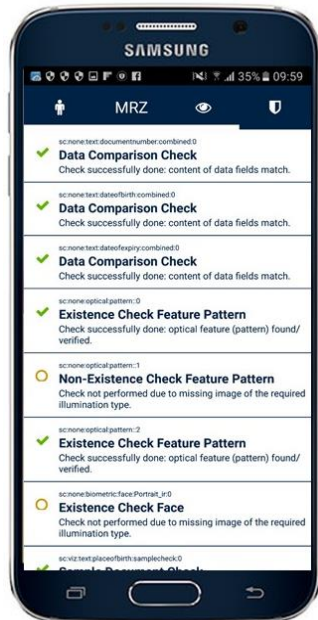 SAMSUNG
35% 09:59
MRZ
sc:none:text:documentnumber:combined:0
Data Comparison Check
Check successfully done: content of data fields match.
sc:none:text:dateofbirth:combined:0
Data Comparison Check
Check successfully done: content of data fields match.
sc:none:text:dateofexpiry:combined:0
Data Comparison Check
Check successfully done: content of data fields match.
sc:none:optical:pattern::0
Existence Check Feature Pattern
Check successfully done: optical feature (pattern) found/
verified.
sc:none:optical:pattern::1
Non-Existence Check Feature Pattern
Check not performed due to missing image of the required
illumination type.
sc:none:optical:pattern::2
Existence Check Feature Pattern
Check successfully done: optical feature (pattern) found/
verified.
sc:none:biometric:face:Portrait_ir:0
Existence Check Face
Check not performed due to missing image of the required
illumination type.
sc:viz:text:placeofbirth:samplecheck:0
Sample Document Check